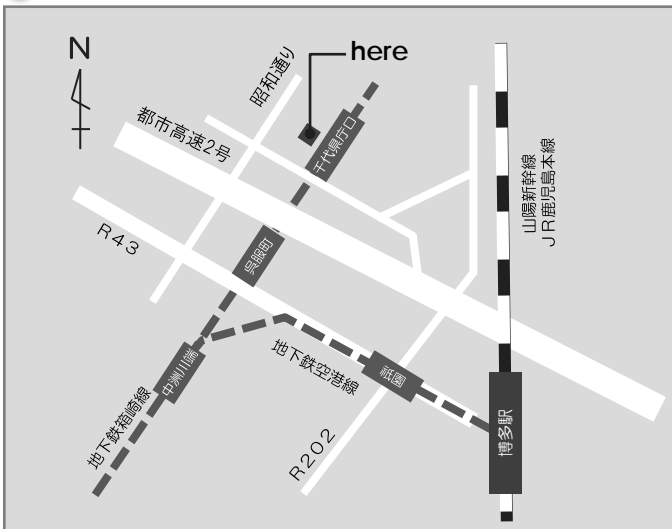 N
here
昭和通り
都市高速2号
千代県庁口
山陽新幹線
JR鹿児島本線
R43
呉服町
中洲川端
地下鉄空港線
祇園
地下鉄箱崎線
R202
博多駅